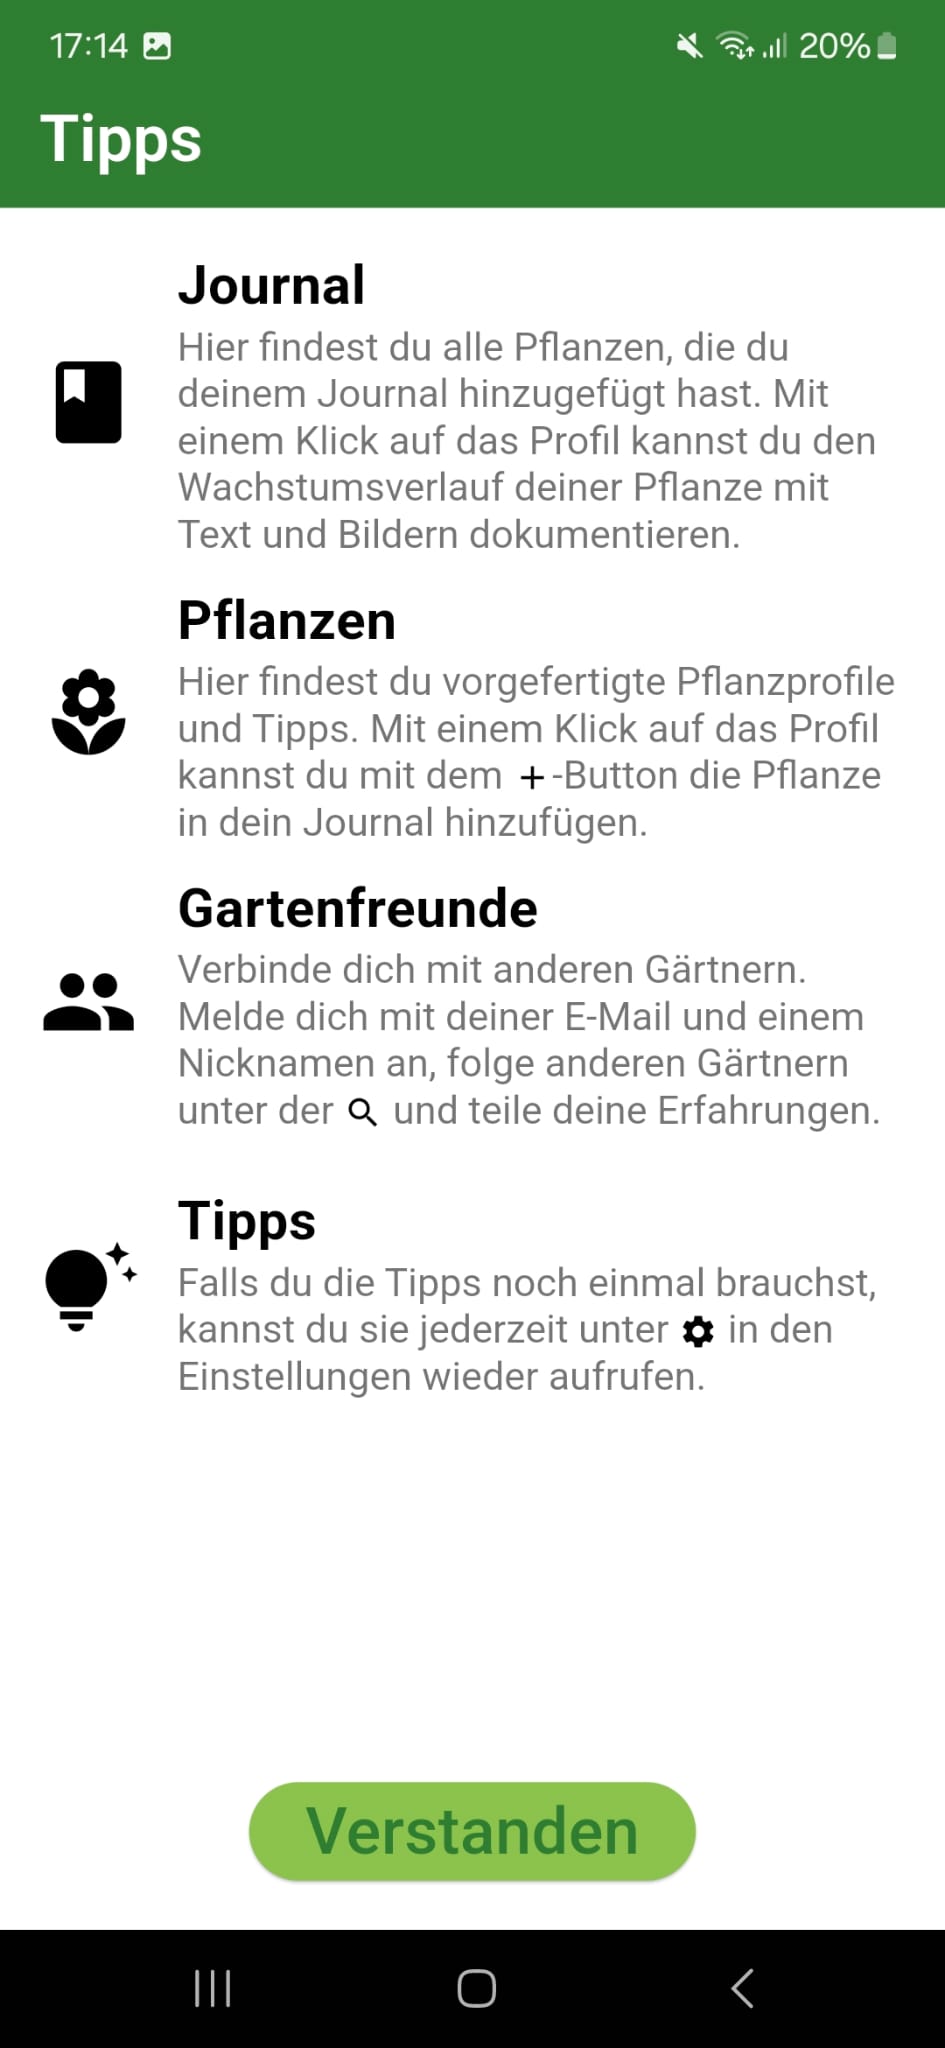 17:14
20%
Tipps
Journal
Hier findest du alle Pflanzen, die du
deinem Journal hinzugefügt hast. Mit
einem Klick auf das Profil kannst du den
Wachstumsverlauf deiner Pflanze mit
Text und Bildern dokumentieren.
Pflanzen
Hier findest du vorgefertigte Pflanzprofile
und Tipps. Mit einem Klick auf das Profil
kannst du mit dem +-Button die Pflanze
in dein Journal hinzufügen.
Gartenfreunde
Verbinde dich mit anderen Gärtnern.
Melde dich mit deiner E-Mail und einem
Nicknamen an, folge anderen Gärtnern
unter der und teile deine Erfahrungen.
Tipps
Falls du die Tipps noch einmal brauchst,
kannst du sie jederzeit unter in den
Einstellungen wieder aufrufen.
Verstanden